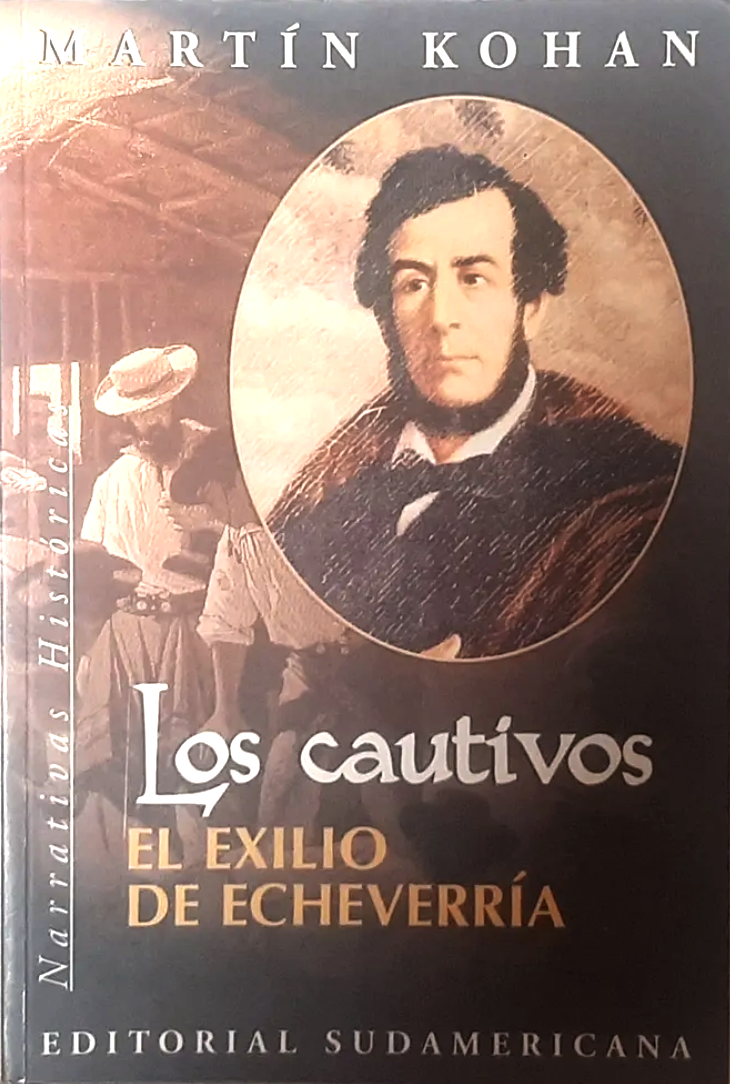 MARTÍN KOHAN
Narrativas Históricas
Los cautivos
EL EXILIO
DE ECHEVERRÍA
EDITORIAL SUDAMERICANA